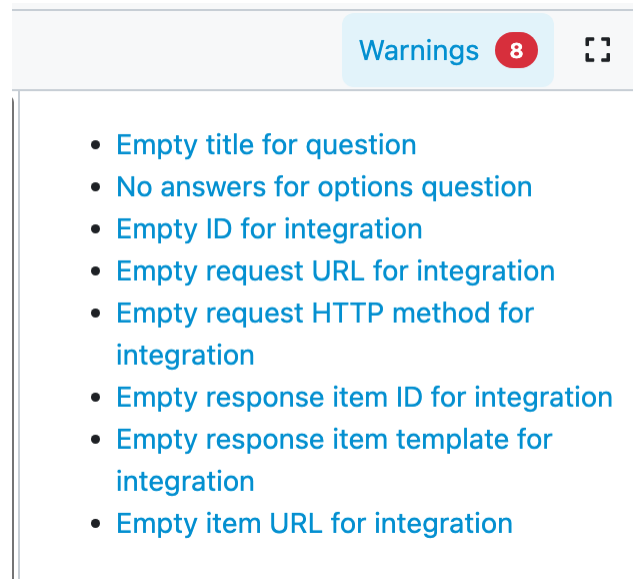 Warnings 8
Empty title for question
No answers for options question
Empty ID for integration
Empty request URL for integration
Empty request HTTP method for
integration
Empty response item ID for integration
Empty response item template for
integration
Empty item URL for integration